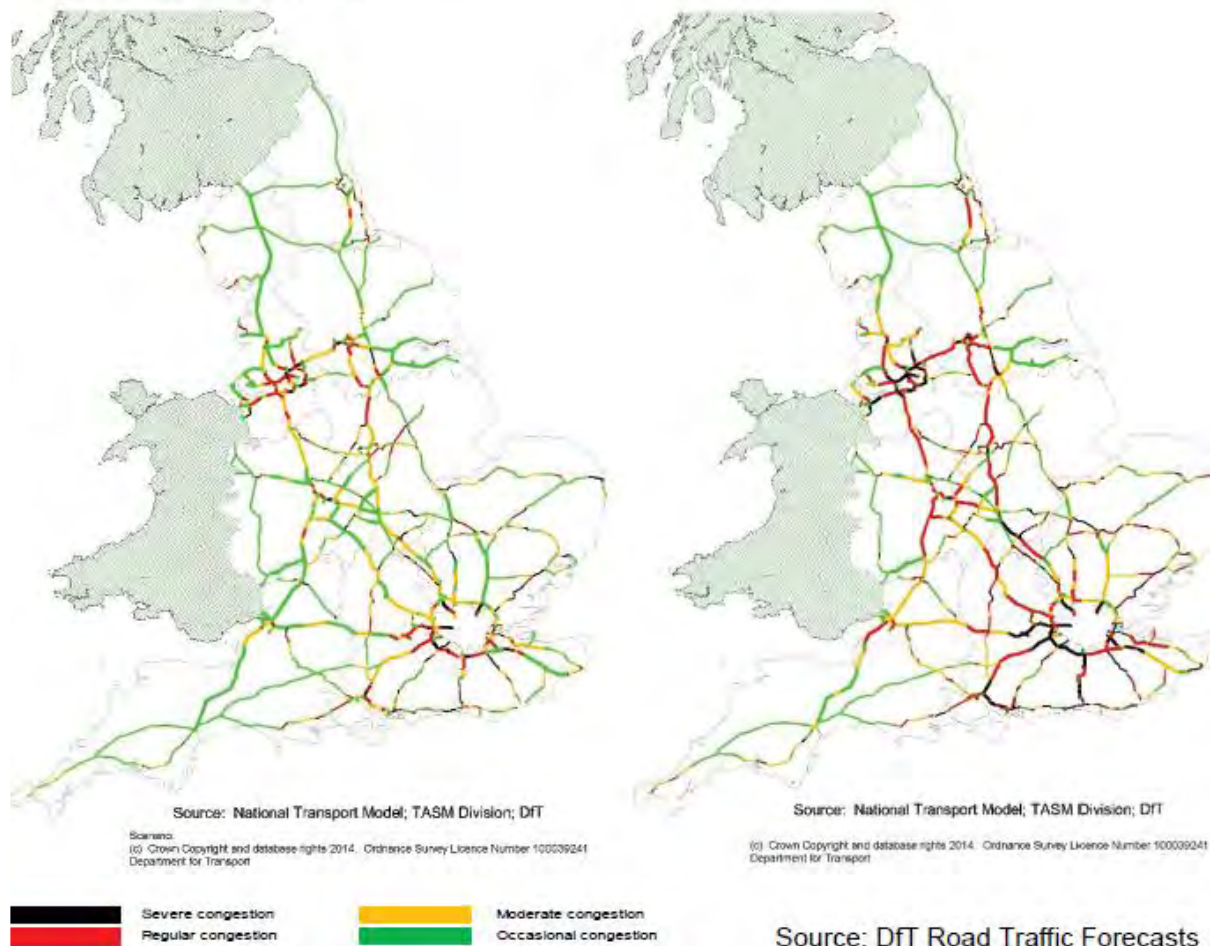 Source: National Transport Model; TASM Division; DfT
Scenario:
(c) Crown Copyright and database rights 2014. Ordnance Survey Licence Number 100039241
Department for Transport
Source: National Transport Model; TASM Division; DfT
(c) Crown Copyright and database rights 2014. Ordnance Survey Licence Number 100039241
Department for Transport
Severe congestion
Moderate congestion
Regular congestion
Occasional congestion
Source: DfT Road Traffic Forecasts